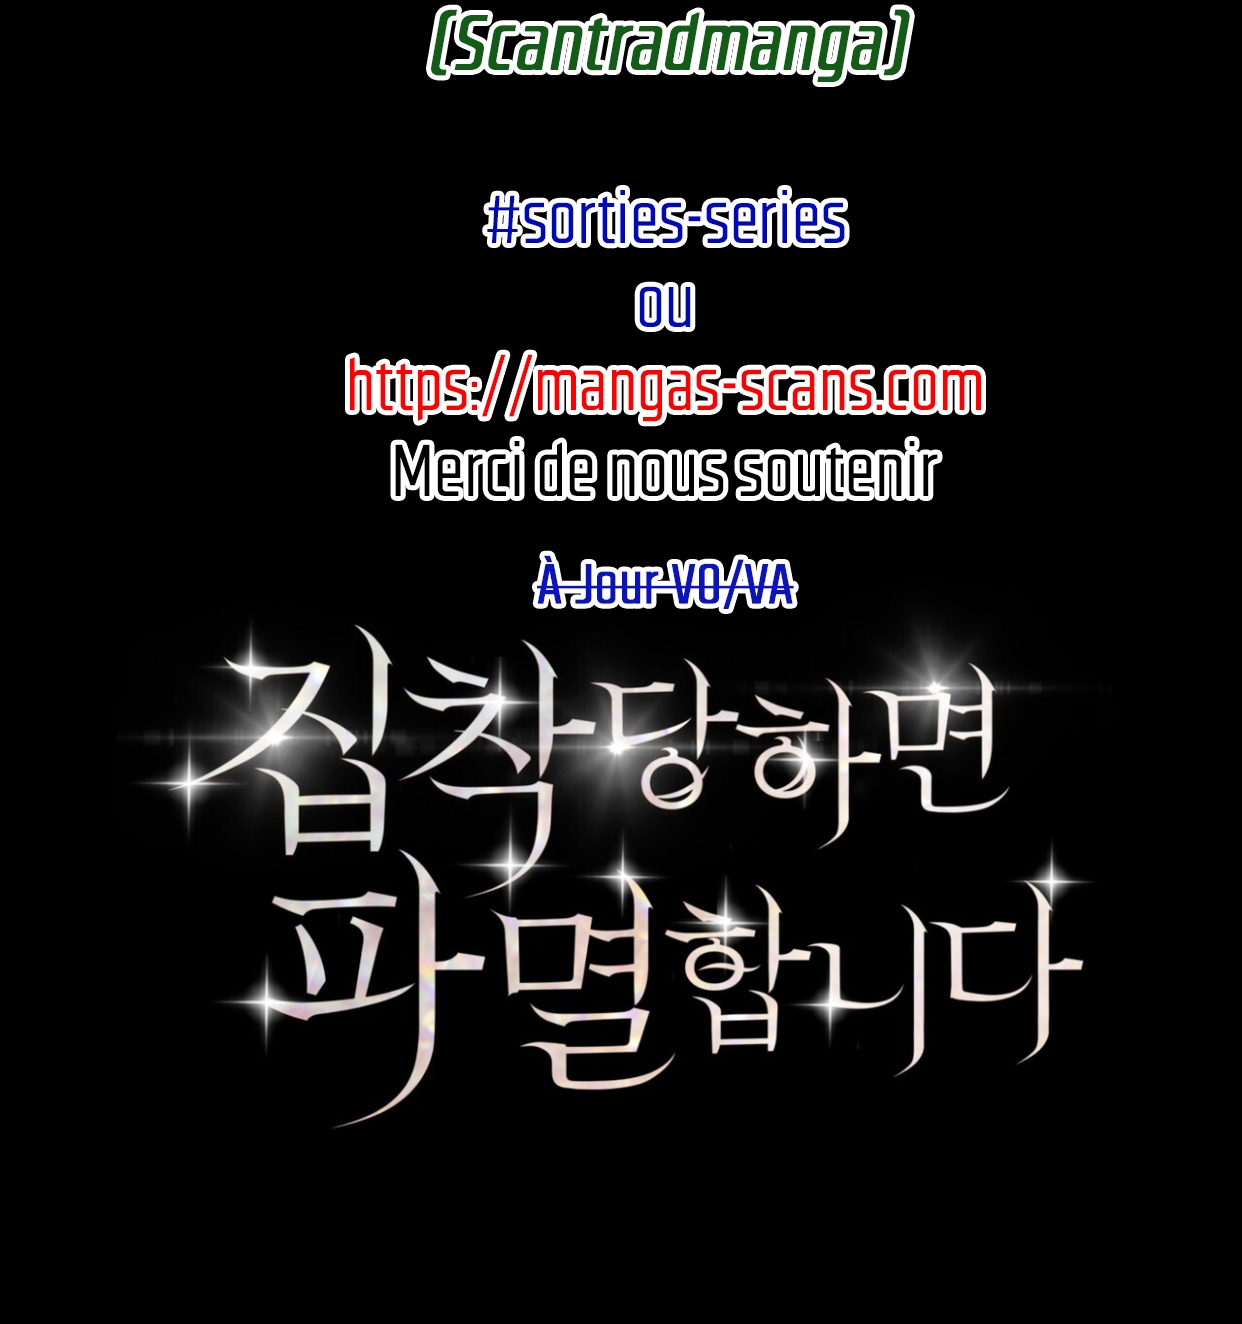 (Scantradmanga)
#sorties-series
ou
https://mangas-scans.com
Merci de nous soutenir
À Jour VO/VA
집착당하면
파멸합니다